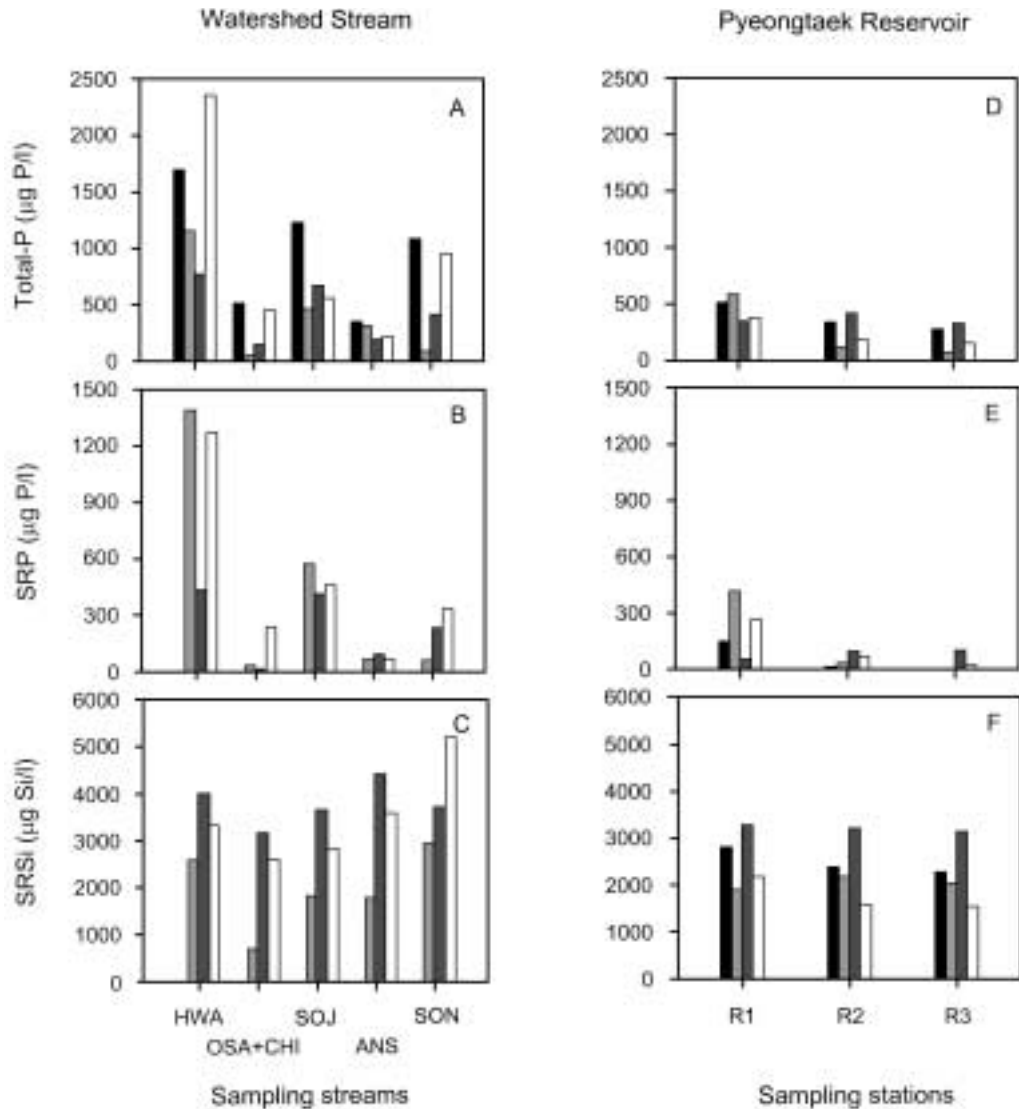 Watershed Stream
Pyeongtaek Reservoir
Total-P (μg P/l)
2500
2000
1500
1000
500
0
A
2500
2000
1500
1000
500
0
D
SRP (μg P/l)
1500
1200
900
600
300
0
B
1500
1200
900
600
300
0
E
SRSi (μg Si/l)
6000
5000
4000
3000
2000
1000
0
C
6000
5000
4000
3000
2000
1000
0
F
HWA
SOJ
SON
OSA+CHI
ANS
R1
R2
R3
Sampling streams
Sampling stations